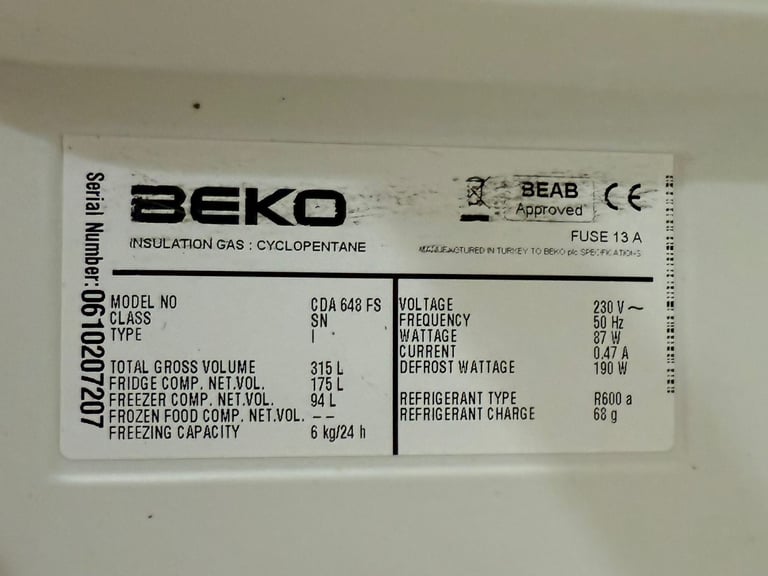 BEKO
BEAB
Approved
CE
INSULATION GAS : CYCLOPENTANE
FUSE 13 A
MANUFACTURED IN TURKEY TO BEKO plc SPECIFICATIONS
Serial Number: 0610207207
MODEL NO CDA 648 FS
CLASS SN
TYPE I
TOTAL GROSS VOLUME 315 L
FRIDGE COMP. NET.VOL. 175 L
FREEZER COMP. NET.VOL. 94 L
FROZEN FOOD COMP. NET.VOL. --
FREEZING CAPACITY 6 kg/24 h
VOLTAGE 230 V ~
FREQUENCY 50 Hz
WATTAGE 87 W
CURRENT 0,47 A
DEFROST WATTAGE 190 W
REFRIGERANT TYPE R600 a
REFRIGERANT CHARGE 68 g